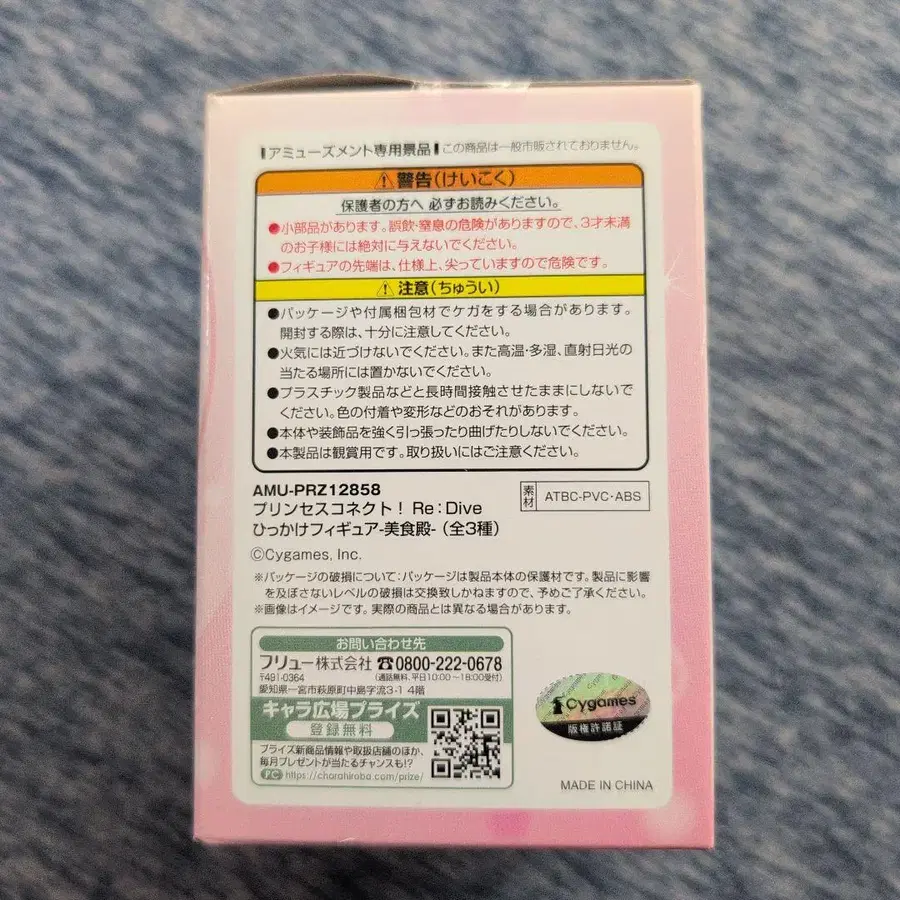 アミューズメント専用景品 この商品は一般市販されておりません。
警告(けいこく)
保護者の方へ 必ずお読みください。
●小部品があります。誤飲・窒息の危険がありますので、3才未満
のお子様には絶対に与えないでください。
●フィギュアの先端は、仕様上、尖っていますので危険です。
注意(ちゅうい)
●パッケージや付属梱包材でケガをする場合があります。
開封する際は、十分に注意してください。
●火気には近づけないでください。また高温・多湿、直射日光の
当たる場所には置かないでください。
●プラスチック製品などと長時間接触させたままにしないで
ください。色の付着や変形などのおそれがあります。
●本体や装飾品を強く引っ張ったり曲げたりしないでください。
●本製品は観賞用です。取り扱いにはご注意ください。
AMU-PRZ12858
プリンセスコネクト！Re:Dive
ひっかけフィギュア-美食殿-（全3種）
素材 ATBC-PVC・ABS
©Cygames, Inc.
※パッケージの破損について：パッケージは製品本体の保護材です。製品に影響
を及ぼさないレベルの破損は交換致しかねますので、予めご了承ください。
※画像はイメージです。実際の商品とは異なる場合があります。
お問い合わせ先
フリュー株式会社 ☎0800-222-0678
〒491-0364 (通話無料、平日10:00～18:00受付)
愛知県一宮市萩原町中島字流3-1 4階
キャラ広場プライズ
登録無料
プライズ新商品情報や取扱店舗のほか、
毎月プレゼントが当たるチャンスも!?
PC https://charahiroba.com/prize/
Cygames
版権許諾証
MADE IN CHINA